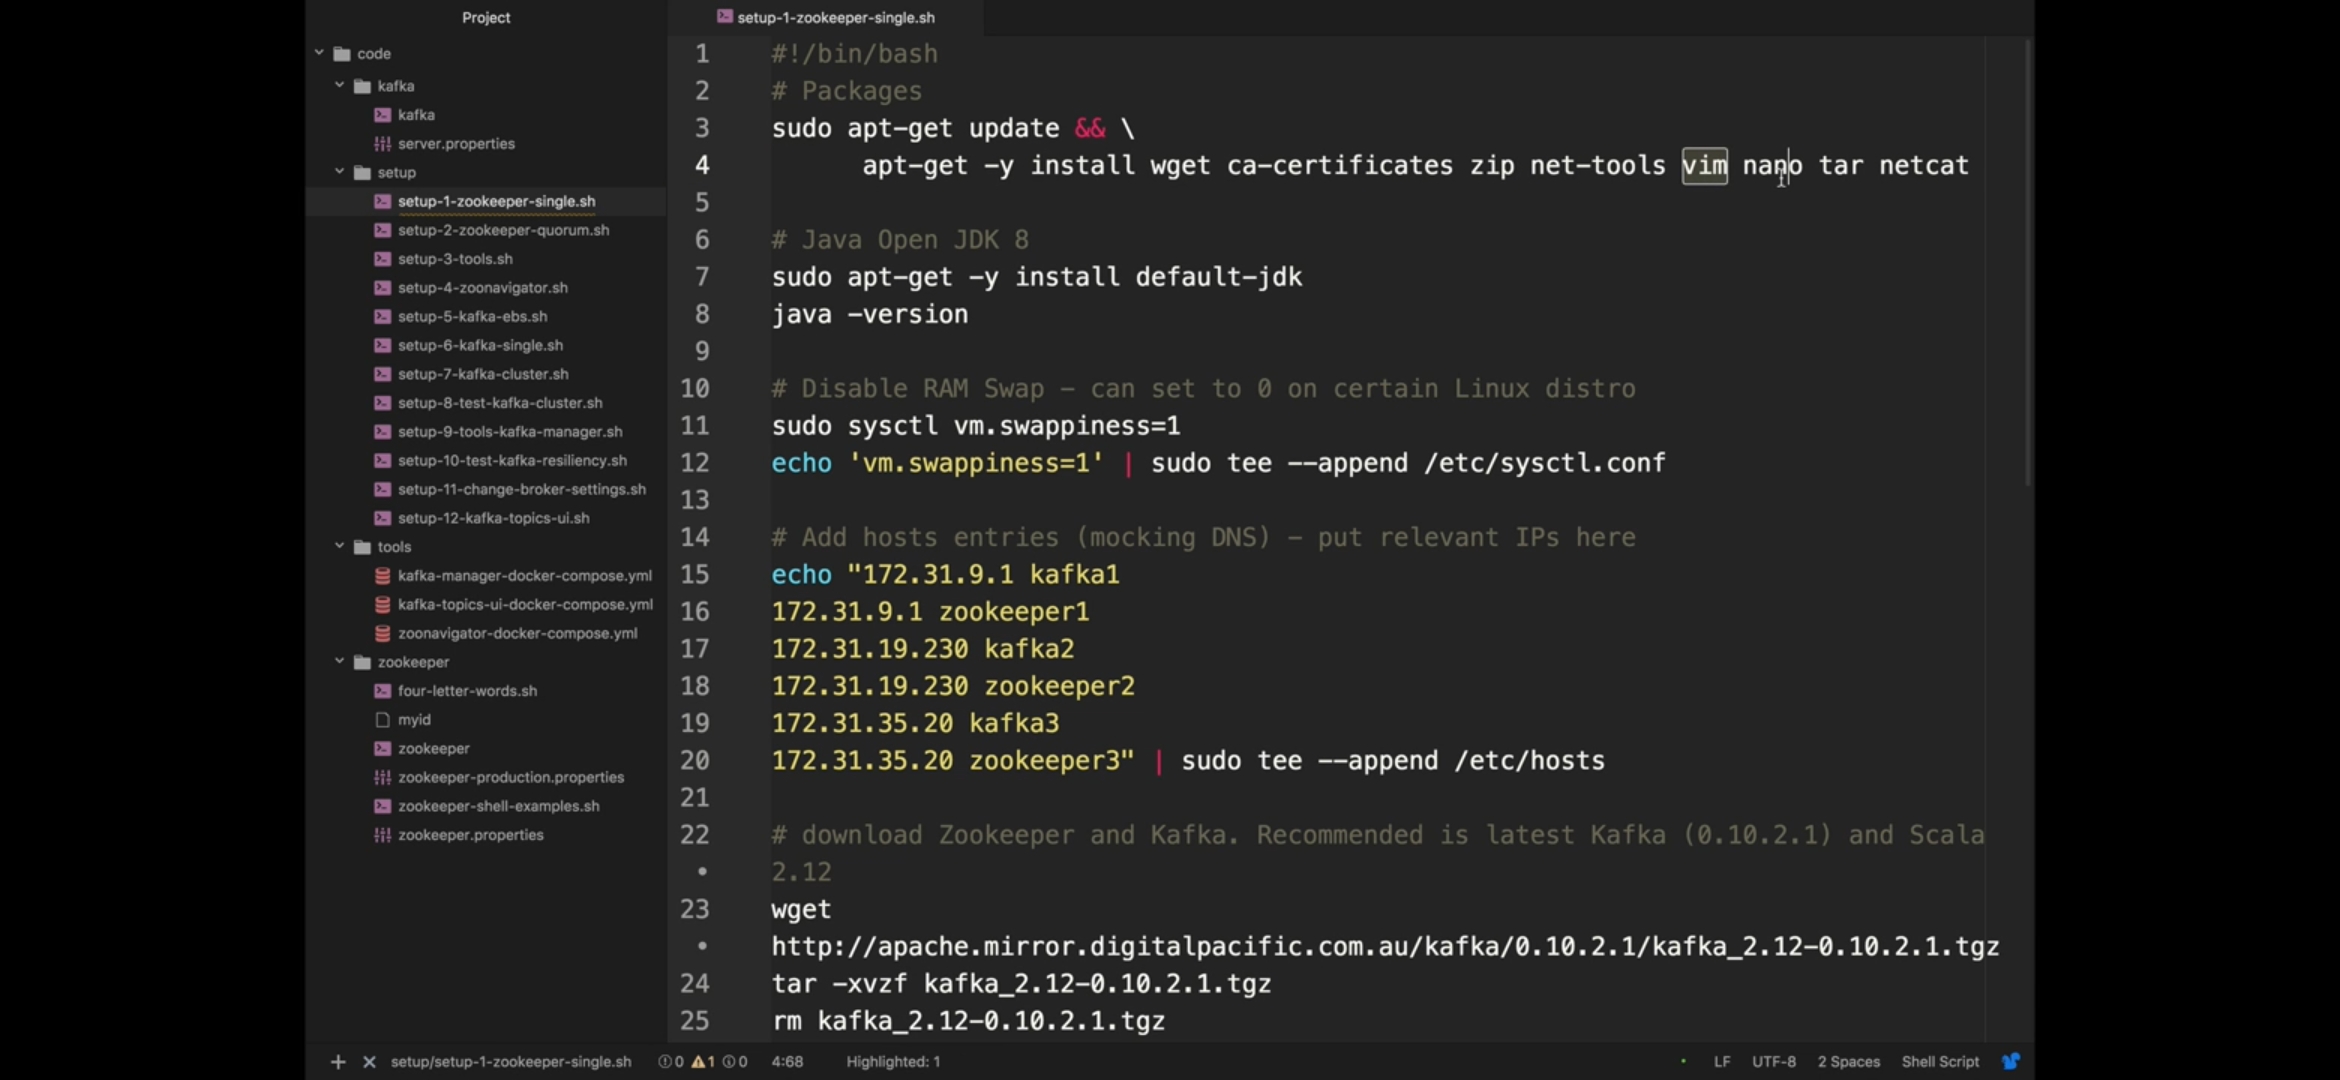 Project
code
kafka
kafka
server.properties
setup
setup-1-zookeeper-single.sh
setup-2-zookeeper-quorum.sh
setup-3-tools.sh
setup-4-zoonavigator.sh
setup-5-kafka-ebs.sh
setup-6-kafka-single.sh
setup-7-kafka-cluster.sh
setup-8-test-kafka-cluster.sh
setup-9-tools-kafka-manager.sh
setup-10-test-kafka-resiliency.sh
setup-11-change-broker-settings.sh
setup-12-kafka-topics-ui.sh
tools
kafka-manager-docker-compose.yml
kafka-topics-ui-docker-compose.yml
zoonavigator-docker-compose.yml
zookeeper
four-letter-words.sh
myid
zookeeper
zookeeper-production.properties
zookeeper-shell-examples.sh
zookeeper.properties
setup-1-zookeeper-single.sh
1 #!/bin/bash
2 # Packages
3 sudo apt-get update && \
4 apt-get -y install wget ca-certificates zip net-tools vim nano tar netcat
5
6 # Java Open JDK 8
7 sudo apt-get -y install default-jdk
8 java -version
9
10 # Disable RAM Swap - can set to 0 on certain Linux distro
11 sudo sysctl vm.swappiness=1
12 echo 'vm.swappiness=1' | sudo tee --append /etc/sysctl.conf
13
14 # Add hosts entries (mocking DNS) - put relevant IPs here
15 echo "172.31.9.1 kafka1
16 172.31.9.1 zookeeper1
17 172.31.19.230 kafka2
18 172.31.19.230 zookeeper2
19 172.31.35.20 kafka3
20 172.31.35.20 zookeeper3" | sudo tee --append /etc/hosts
21
22 # download Zookeeper and Kafka. Recommended is latest Kafka (0.10.2.1) and Scala
• 2.12
23 wget
• http://apache.mirror.digitalpacific.com.au/kafka/0.10.2.1/kafka_2.12-0.10.2.1.tgz
24 tar -xvzf kafka_2.12-0.10.2.1.tgz
25 rm kafka_2.12-0.10.2.1.tgz
setup/setup-1-zookeeper-single.sh 0 1 0 4:68 Highlighted: 1 LF UTF-8 2 Spaces Shell Script